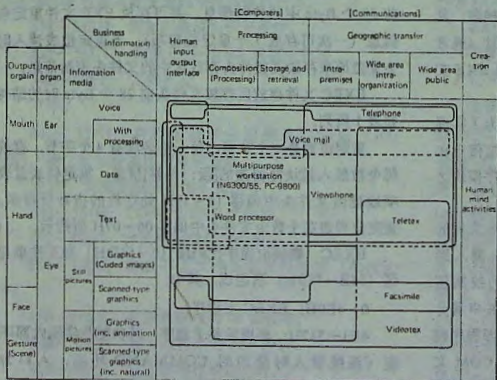 [Computers]
[Communications]
Business
information
handling
Information
media
Output
orgain
Input
organ
Human
input
output
interface
Processing
Composition
(Processing)
Storage and
retrieval
Geographic transfer
Intra-
premises
Wide area
intra-
organization
Wide area
public
Crea-
tion
Mouth
Ear
Voice
With
processing
Data
Hand
Text
Eye
Still
pictures
Graphics
(Coded images)
Scanned type
graphics
Face
Gesture
(Scene)
Motion
pictures
Graphics
(inc. animation)
Scanned type
graphics
(inc. natural)
Telephone
Voice mail
Multipurpose
workstation
(N6300/55, PC-9800)
Viewphone
Word processor
Teletex
Facsimile
Videotex
Human
mind
activities